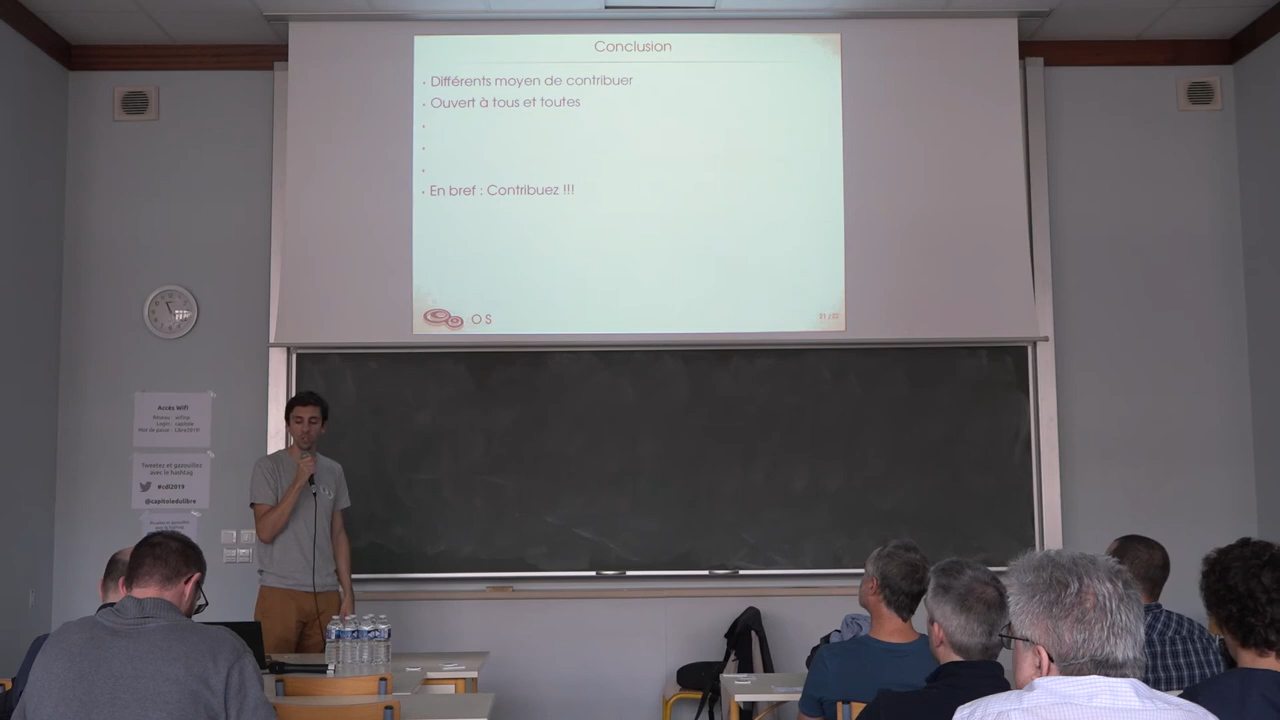 Conclusion
Différents moyen de contribuer
Ouvert à tous et toutes
En bref : Contribuez !!!
O S
Accès Wifi
Tweetez et gazouillez
avec le hashtag
#cdl2019
@capitoledulibre